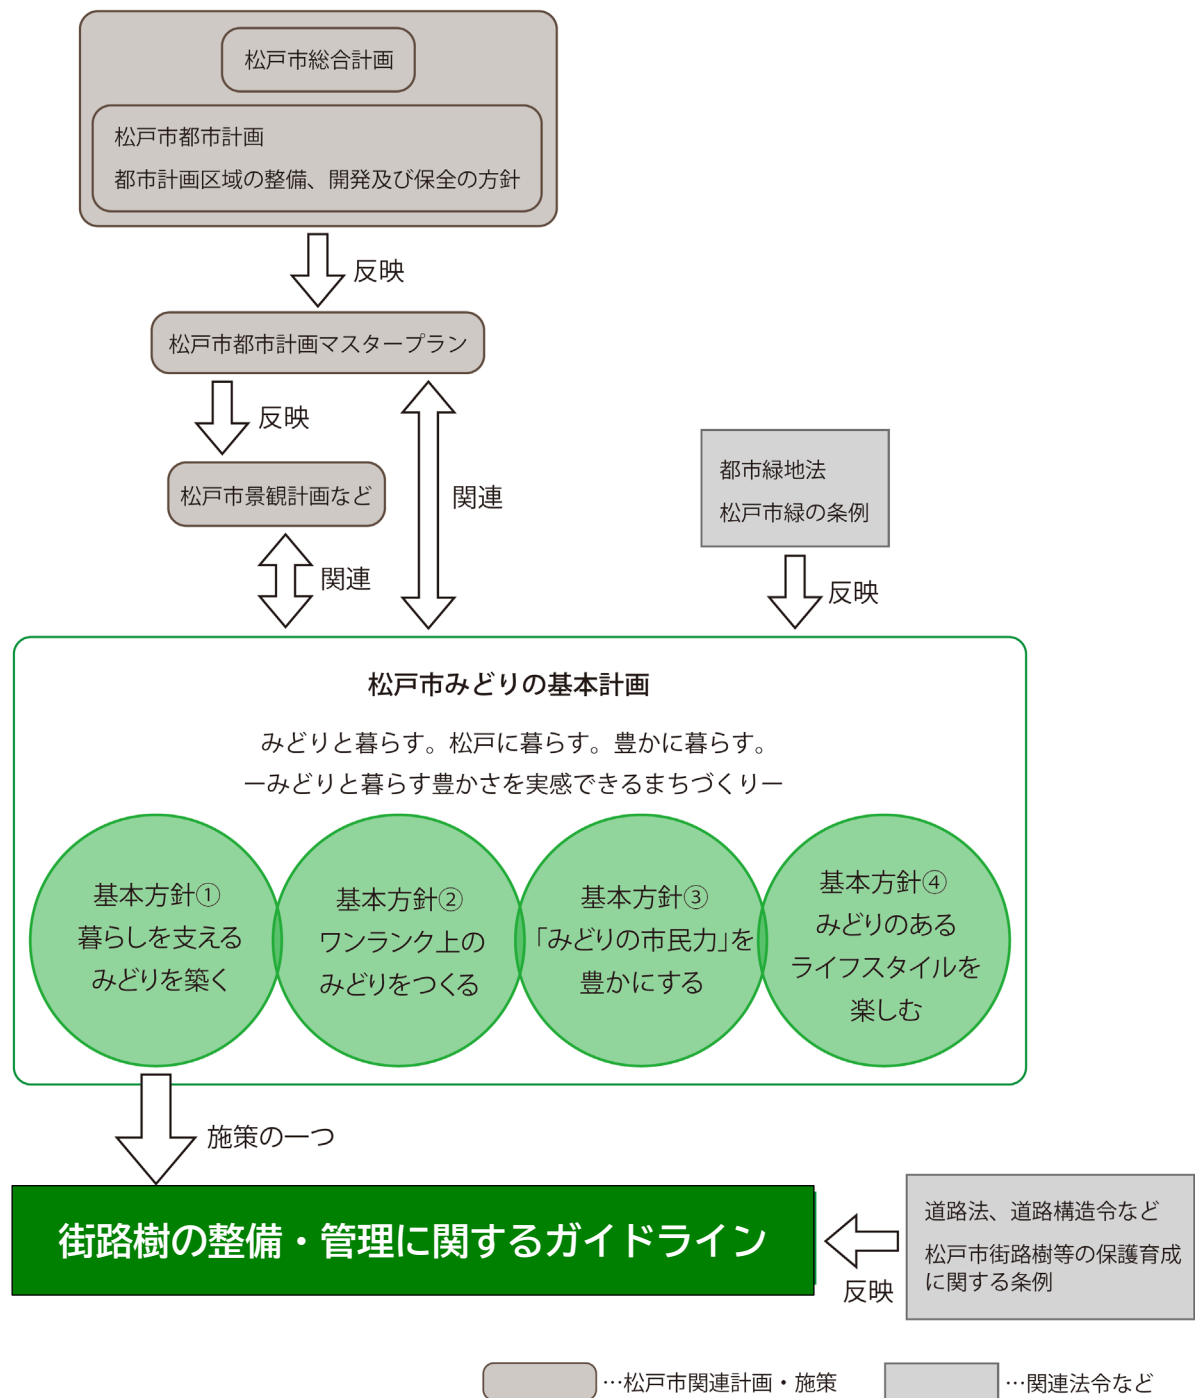 松戸市総合計画
松戸市都市計画
都市計画区域の整備、開発及び保全の方針
反映
松戸市都市計画マスタープラン
反映
松戸市景観計画など
関連
関連
都市緑地法
松戸市緑の条例
反映
松戸市みどりの基本計画
みどりと暮らす。松戸に暮らす。豊かに暮らす。
ーみどりと暮らす豊かさを実感できるまちづくりー
基本方針①
暮らしを支える
みどりを築く
基本方針②
ワンランク上の
みどりをつくる
基本方針③
「みどりの市民力」を
豊かにする
基本方針④
みどりのある
ライフスタイルを
楽しむ
施策の一つ
街路樹の整備・管理に関するガイドライン
反映
道路法、道路構造令など
松戸市街路樹等の保護育成
に関する条例
…松戸市関連計画・施策
…関連法令など